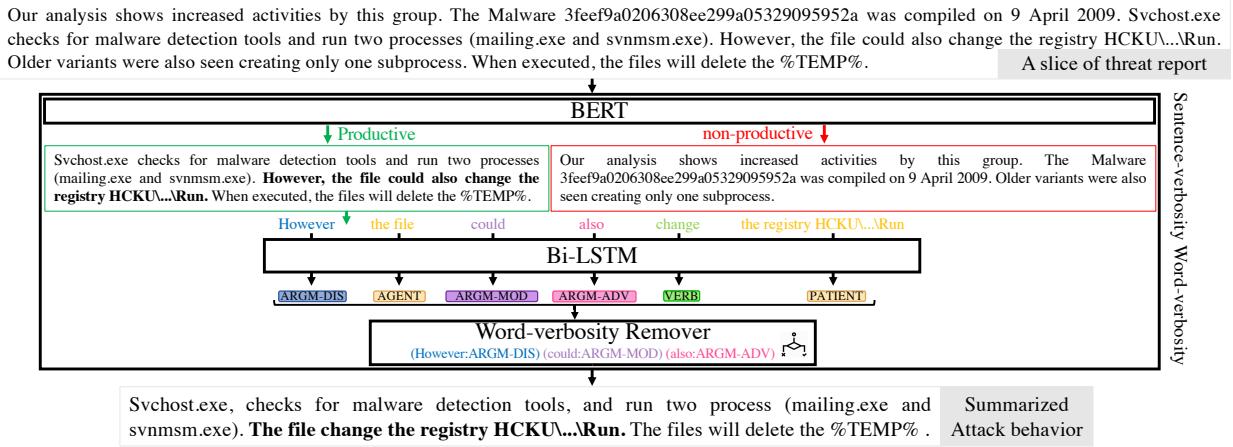 Our analysis shows increased activities by this group. The Malware 3feef9a0206308ee299a05329095952a was compiled on 9 April 2009. Svchost.exe
checks for malware detection tools and run two processes (mailing.exe and svnmsm.exe). However, the file could also change the registry HCKU\...\Run.
Older variants were also seen creating only one subprocess. When executed, the files will delete the %TEMP%.
A slice of threat report
BERT
Productive
non-productive
Svchost.exe checks for malware detection tools and run two processes
(mailing.exe and svnmsm.exe). However, the file could also change the
registry HCKU\...\Run. When executed, the files will delete the %TEMP%.
Our analysis shows increased activities by this group. The Malware
3feef9a0206308ee299a05329095952a was compiled on 9 April 2009. Older variants were also
seen creating only one subprocess.
However the file could also change the registry HCKU\...\Run
Bi-LSTM
ARGM-DIS AGENT ARGM-MOD ARGM-ADV VERB PATIENT
Word-verbosity Remover
(However:ARGM-DIS) (could:ARGM-MOD) (also:ARGM-ADV)
Sentence-verbosity Word-verbosity
Svchost.exe, checks for malware detection tools, and run two process (mailing.exe and
svnmsm.exe). The file change the registry HCKU\...\Run. The files will delete the %TEMP% .
Summarized
Attack behavior